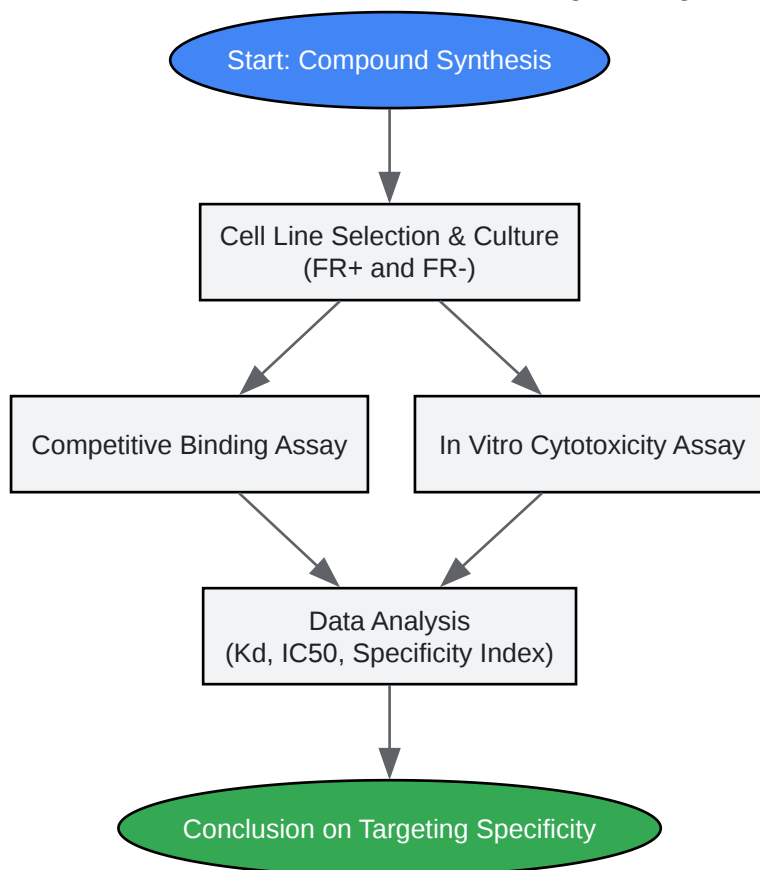 Start: Compound Synthesis
Cell Line Selection & Culture
(FR+ and FR-)
Competitive Binding Assay
In Vitro Cytotoxicity Assay
Data Analysis
(Kd, IC50, Specificity Index)
Conclusion on Targeting Specificity